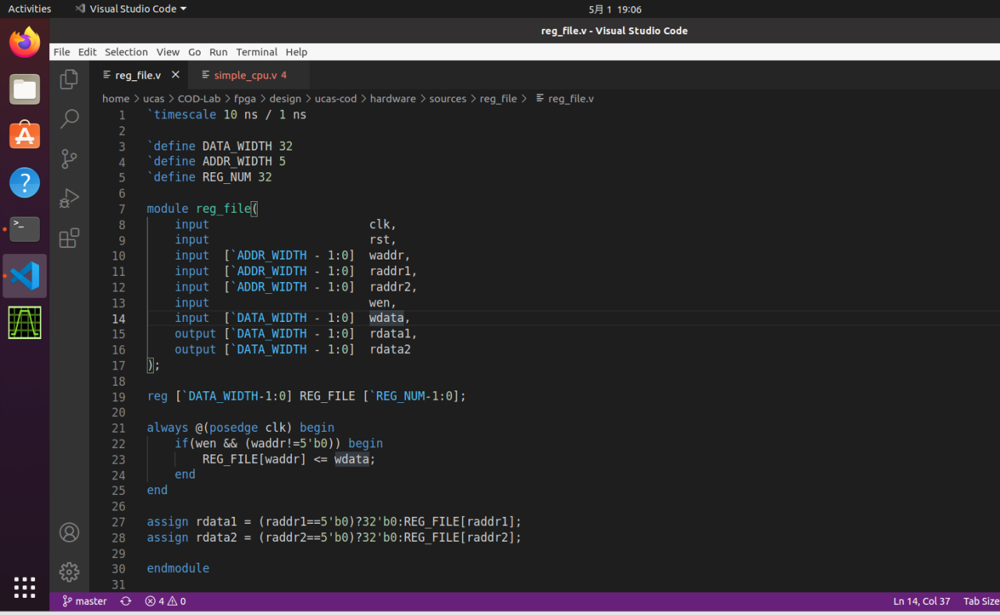 Activities Visual Studio Code 5月 1 19:06
reg_file.v - Visual Studio Code
File Edit Selection View Go Run Terminal Help
reg_file.v simple_cpu.v 4
home > ucas > COD-Lab > fpga > design > ucas-cod > hardware > sources > reg_file > reg_file.v
1 `timescale 10 ns / 1 ns
2
3 `define DATA_WIDTH 32
4 `define ADDR_WIDTH 5
5 `define REG_NUM 32
6
7 module reg_file(
8     input                       clk,
9     input                       rst,
10     input  [`ADDR_WIDTH - 1:0]  waddr,
11     input  [`ADDR_WIDTH - 1:0]  raddr1,
12     input  [`ADDR_WIDTH - 1:0]  raddr2,
13     input                       wen,
14     input  [`DATA_WIDTH - 1:0]  wdata,
15     output [`DATA_WIDTH - 1:0]  rdata1,
16     output [`DATA_WIDTH - 1:0]  rdata2
17 );
18
19 reg [`DATA_WIDTH-1:0] REG_FILE [`REG_NUM-1:0];
20
21 always @(posedge clk) begin
22     if(wen && (waddr!=5'b0)) begin
23         REG_FILE[waddr] <= wdata;
24     end
25 end
26
27 assign rdata1 = (raddr1==5'b0)?32'b0:REG_FILE[raddr1];
28 assign rdata2 = (raddr2==5'b0)?32'b0:REG_FILE[raddr2];
29
30 endmodule
31
master 4 0 Ln 14, Col 37 Tab Size